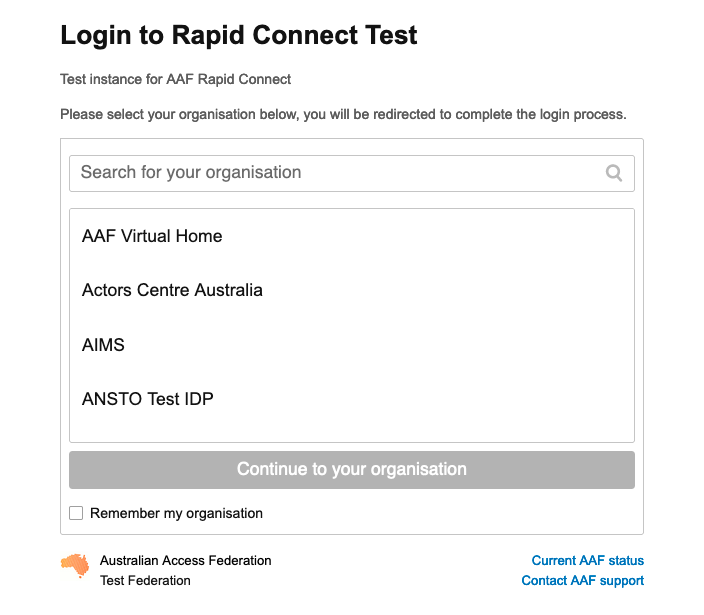 Login to Rapid Connect Test
Test instance for AAF Rapid Connect
Please select your organisation below, you will be redirected to complete the login process.
Search for your organisation
AAF Virtual Home
Actors Centre Australia
AIMS
ANSTO Test IDP
Continue to your organisation
Remember my organisation
Australian Access Federation
Test Federation
Current AAF status
Contact AAF support